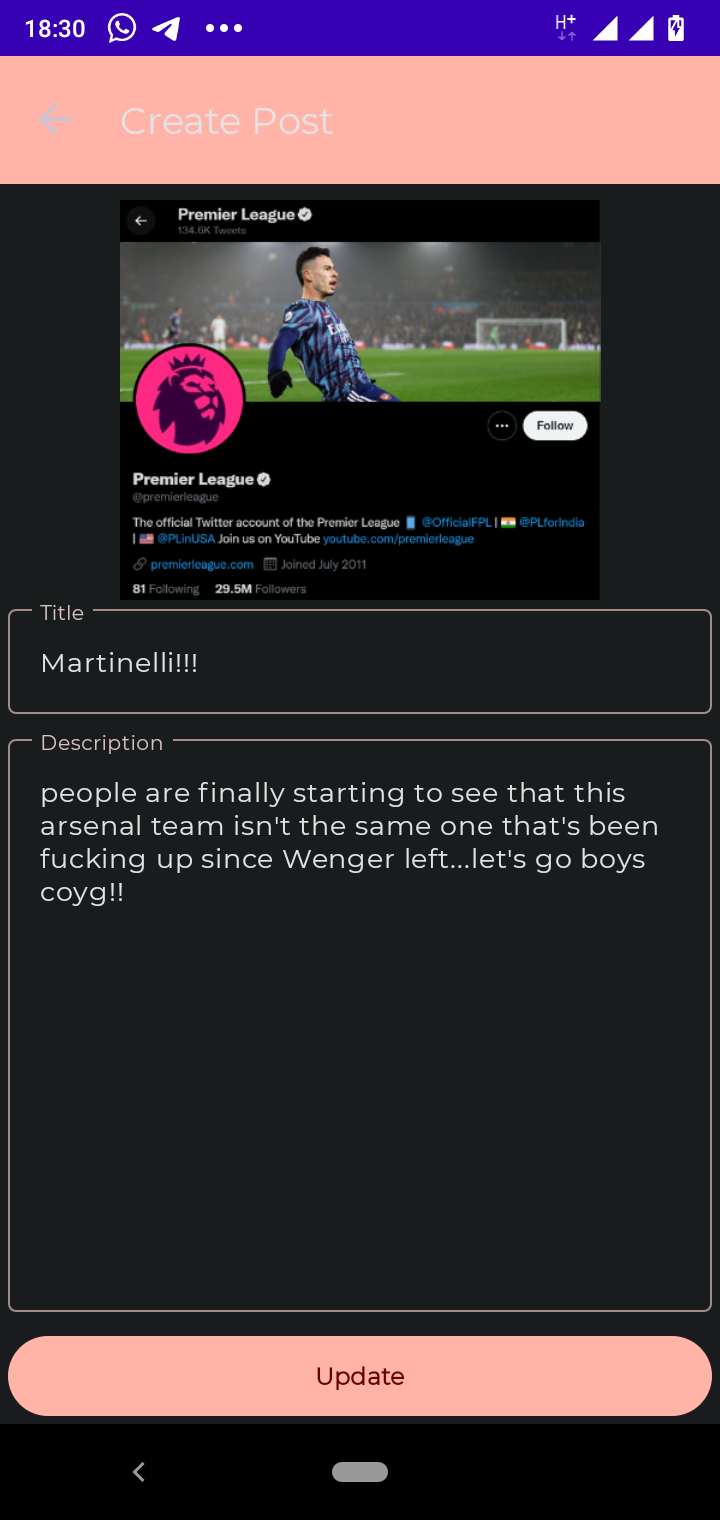 18:30
H+
Create Post
Premier League
134.6K Tweets
Follow
Premier League
@premierleague
The official Twitter account of the Premier League @OfficialFPL | 🇮🇳 @PLforIndia
| 🇺🇸 @PLinUSA Join us on YouTube youtube.com/premierleague
premierleague.com Joined July 2011
81 Following 29.5M Followers
Title
Martinelli!!!
Description
people are finally starting to see that this
arsenal team isn't the same one that's been
fucking up since Wenger left...let's go boys
coyg!!
Update